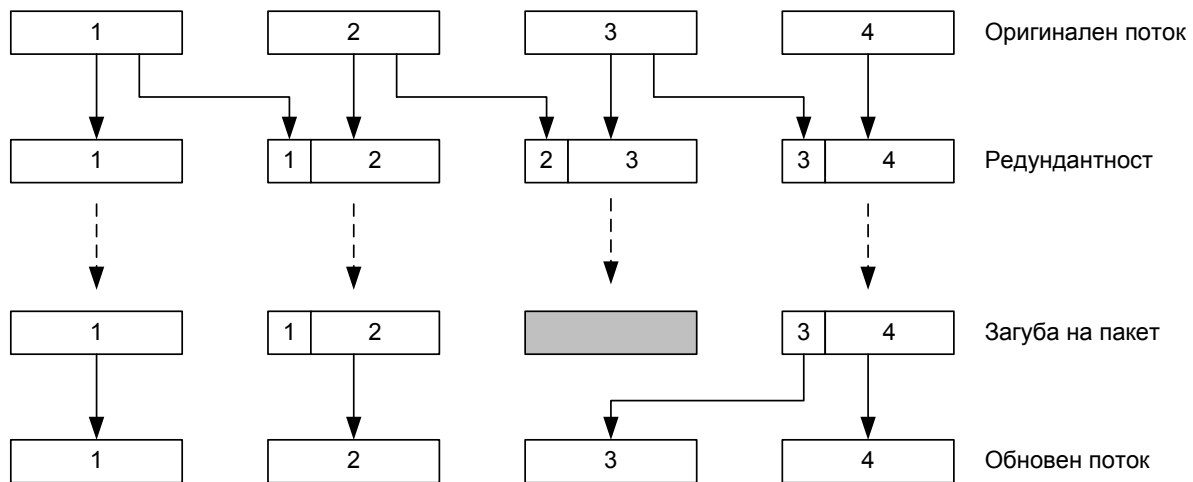 1 2 3 4 Оригинален поток
1 1 2 2 3 3 4 Редундантност
1 1 2 3 4 Загуба на пакет
1 2 3 4 Обновен поток